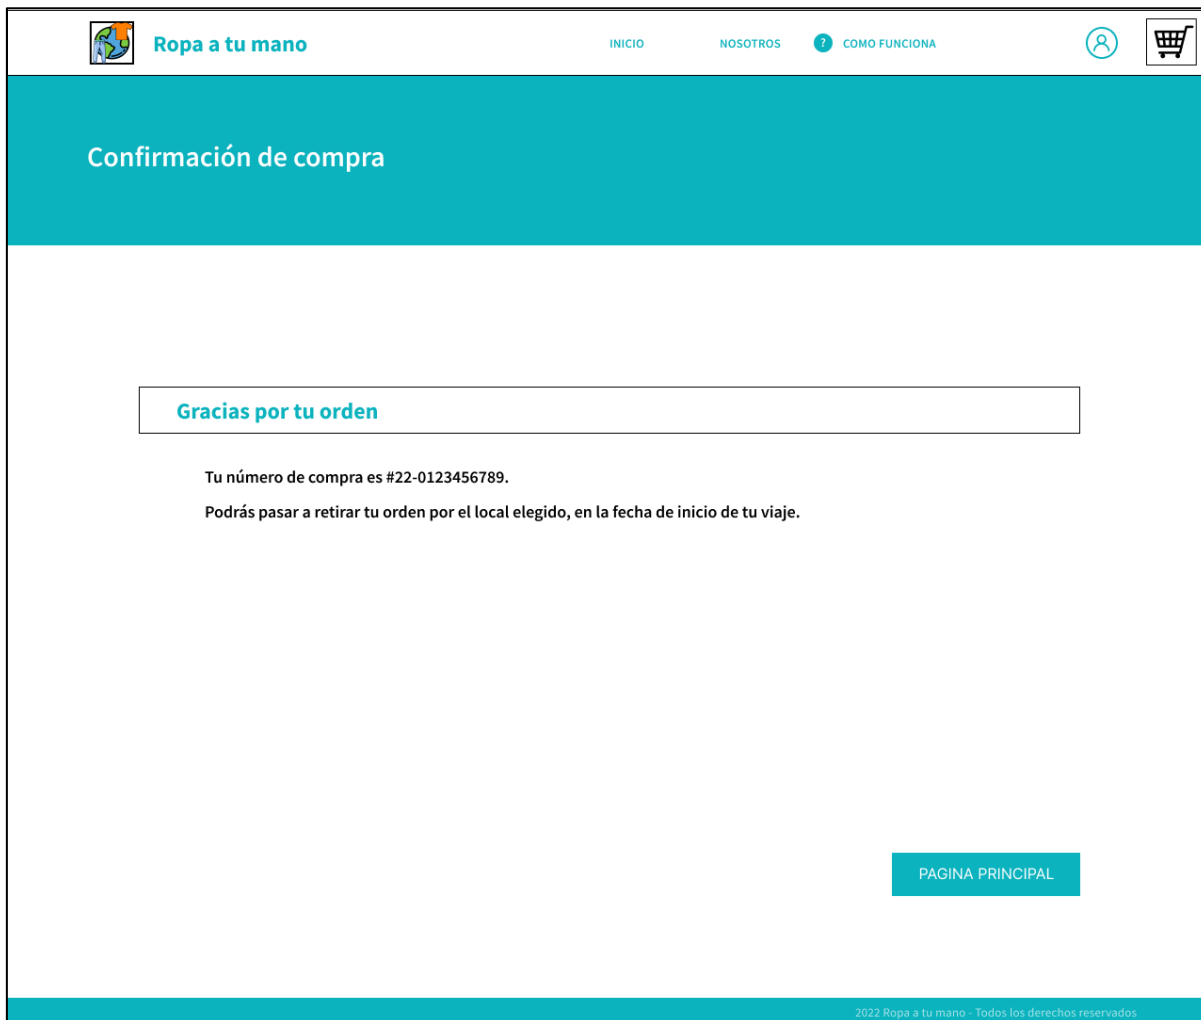 Ropa a tu mano
INICIO
NOSOTROS
? COMO FUNCIONA
Confirmación de compra
Gracias por tu orden
Tu número de compra es #22-0123456789.
Podrás pasar a retirar tu orden por el local elegido, en la fecha de inicio de tu viaje.
PAGINA PRINCIPAL
2022 Ropa a tu mano - Todos los derechos reservados